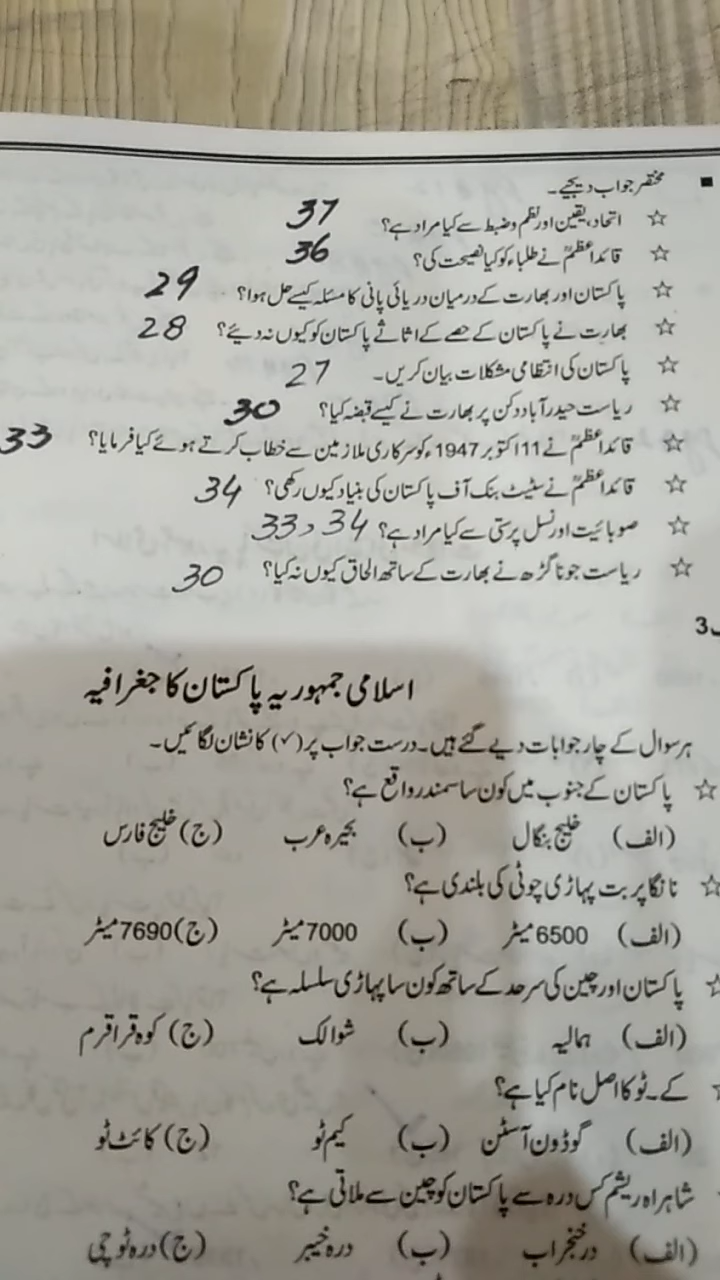 ■ مختصر جواب دیجیے۔
☆ اتحاد، یقین اور نظم و ضبط سے کیا مراد ہے؟ 37
☆ قائداعظمؒ نے طلباء کو کیا نصیحت کی؟ 36
☆ پاکستان اور بھارت کے درمیان دریائی پانی کا مسئلہ کیسے حل ہوا؟ 29
☆ بھارت نے پاکستان کے حصے کے اثاثے پاکستان کو کیوں نہ دیئے؟ 28
☆ پاکستان کی انتظامی مشکلات بیان کریں۔ 27
☆ ریاست حیدرآباد دکن پر بھارت نے کیسے قبضہ کیا؟ 30
☆ قائداعظمؒ نے 11 اکتوبر 1947ء کو سرکاری ملازمین سے خطاب کرتے ہوئے کیا فرمایا؟ 33
☆ قائداعظمؒ نے سٹیٹ بنک آف پاکستان کی بنیاد کیوں رکھی؟ 34
☆ صوبائیت اور نسل پرستی سے کیا مراد ہے؟ 33، 34
☆ ریاست جوناگڑھ نے بھارت کے ساتھ الحاق کیوں نہ کیا؟ 30
3
اسلامی جمہوریہ پاکستان کا جغرافیہ
ہر سوال کے چار جوابات دیے گئے ہیں۔ درست جواب پر (✓) کا نشان لگائیں۔
☆ پاکستان کے جنوب میں کون سا سمندر واقع ہے؟
(الف) خلیج بنگال (ب) بحیرہ عرب (ج) خلیج فارس
☆ نانگا پربت پہاڑی چوٹی کی بلندی ہے؟
(الف) 6500 میٹر (ب) 7000 میٹر (ج) 7690 میٹر
☆ پاکستان اور چین کی سرحد کے ساتھ کون سا پہاڑی سلسلہ ہے؟
(الف) ہمالیہ (ب) شوالک (ج) کوہ قراقرم
☆ کے۔ٹو کا اصل نام کیا ہے؟
(الف) گوڈون آسٹن (ب) کیم ٹو (ج) کائٹ ٹو
شاہراہ ریشم کس درہ سے پاکستان کو چین سے ملاتی ہے؟
(الف) درخنجراب (ب) درہ خیبر (ج) درہ ٹوچی